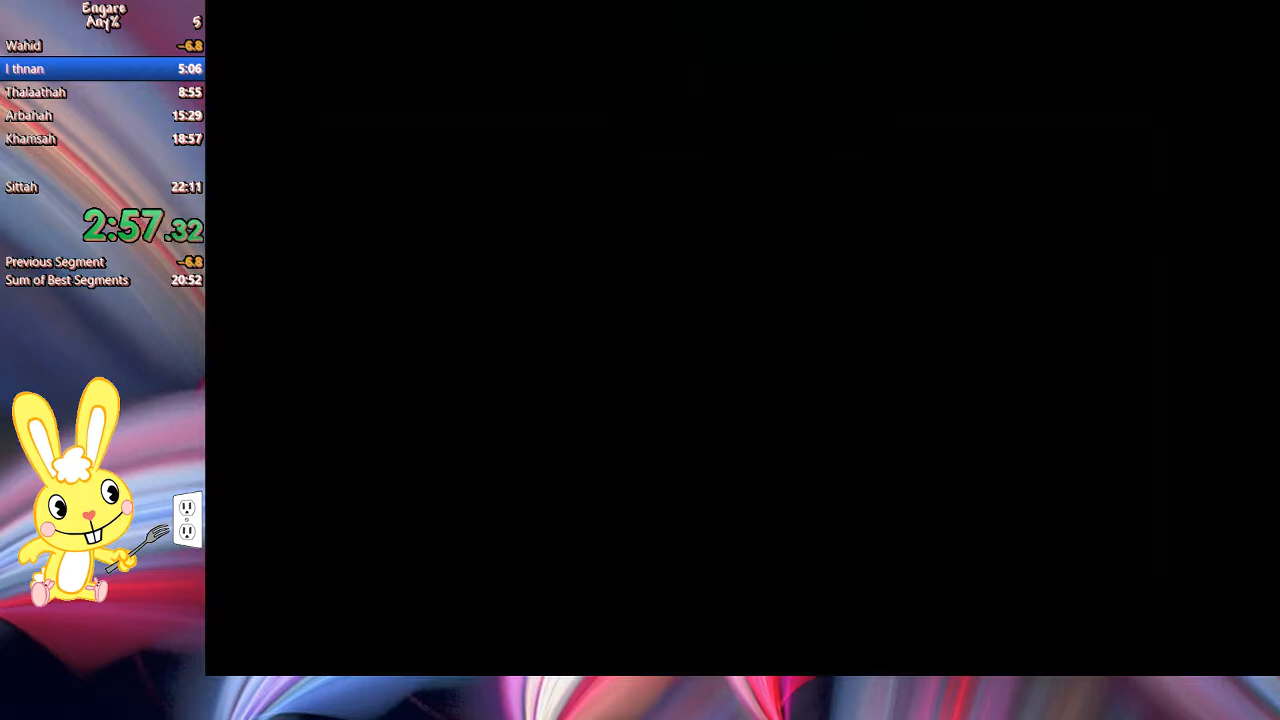 Engare
Any% 5
Wahid -6.8
I thnan 5:06
Thalaathah 8:55
Arbahah 15:29
Khamsah 18:57
Sittah 22:11
2:57.32
Previous Segment -6.8
Sum of Best Segments 20:52